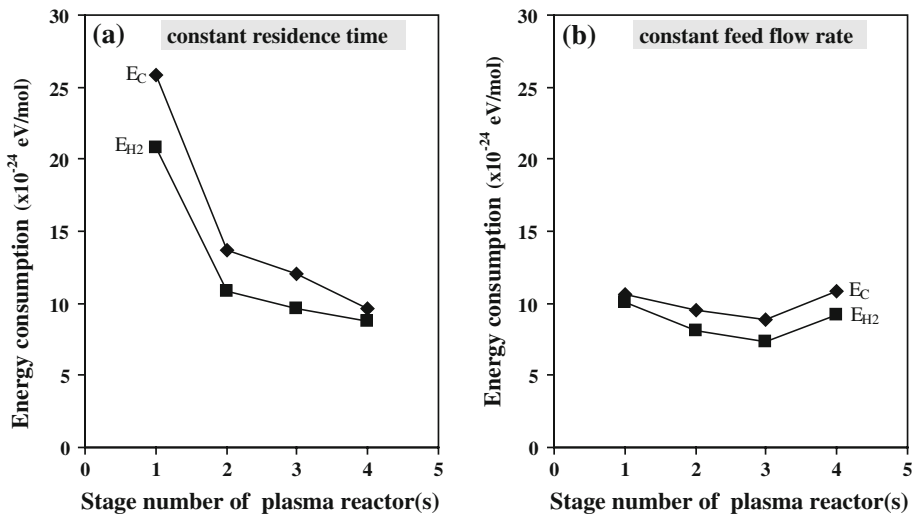 (a) constant residence time
Energy consumption (x10⁻²⁴ eV/mol)
30
25
20
15
10
5
0
E_C
E_H2
0 1 2 3 4 5
Stage number of plasma reactor(s)
(b) constant feed flow rate
Energy consumption (x10⁻²⁴ eV/mol)
30
25
20
15
10
5
0
E_C
E_H2
0 1 2 3 4 5
Stage number of plasma reactor(s)